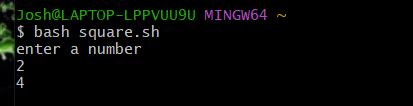 Josh@LAPTOP-LPPVUU9U MINGW64 ~
$ bash square.sh
enter a number
2
4